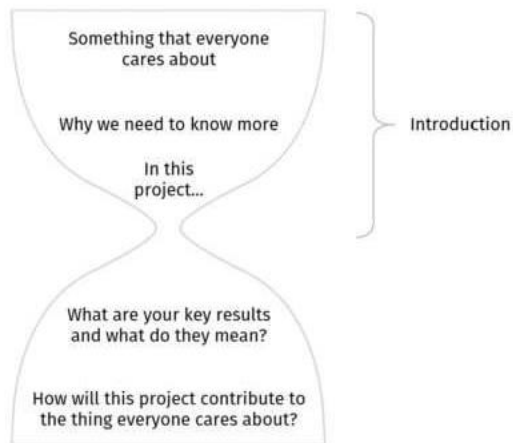 Something that everyone
cares about
Why we need to know more
Introduction
In this
project...
What are your key results
and what do they mean?
How will this project contribute to
the thing everyone cares about?